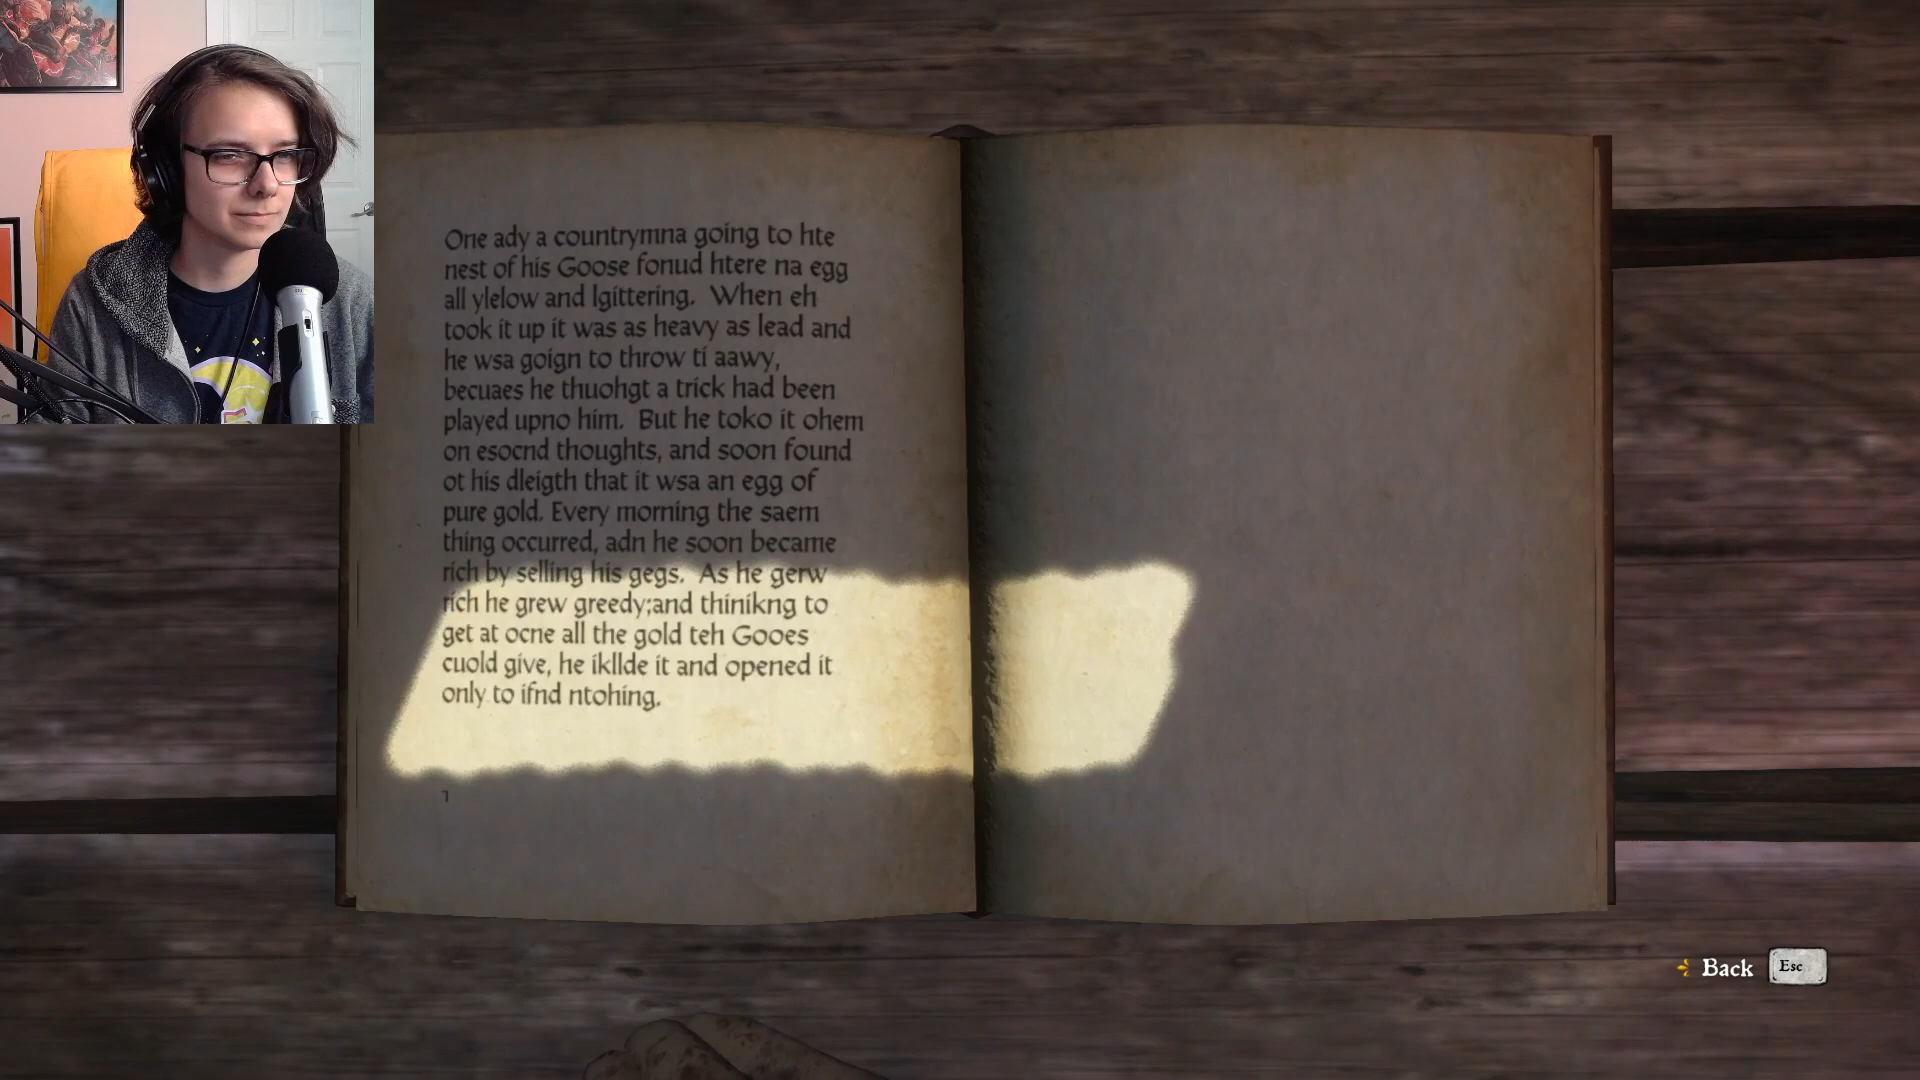 One ady a countrymna going to hte
nest of his Goose fonud htere na egg
all ylelow and lgittering. When eh
took it up it was as heavy as lead and
he wsa goign to throw ti aawy,
becuaes he thuohgt a trick had been
played upno him. But he toko it ohem
on esocnd thoughts, and soon found
ot his dleigth that it wsa an egg of
pure gold. Every morning the saem
thing occurred, adn he soon became
rich by selling his gegs. As he gerw
rich he grew greedy;and thinikng to
get at ocne all the gold teh Gooes
cuold give, he ikllde it and opened it
only to ifnd ntohing.
Back Esc